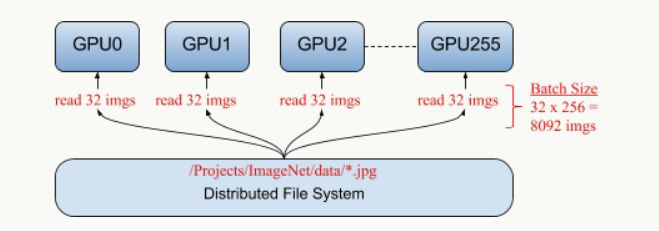 GPU0 GPU1 GPU2 GPU255
read 32 imgs read 32 imgs read 32 imgs read 32 imgs
Batch Size
32 x 256 =
8092 imgs
/Projects/ImageNet/data/*.jpg
Distributed File System